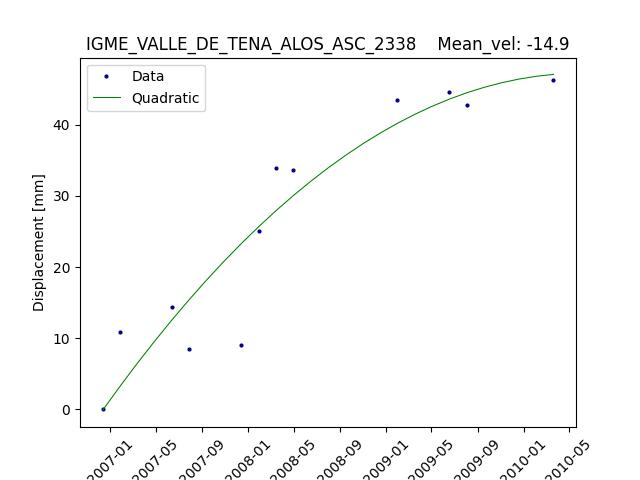 IGME_VALLE_DE_TENA_ALOS_ASC_2338 Mean_vel: -14.9
Data
Quadratic
Displacement [mm]
40
30
20
10
0
2007-01 2007-05 2007-09 2008-01 2008-05 2008-09 2009-01 2009-05 2009-09 2010-01 2010-05